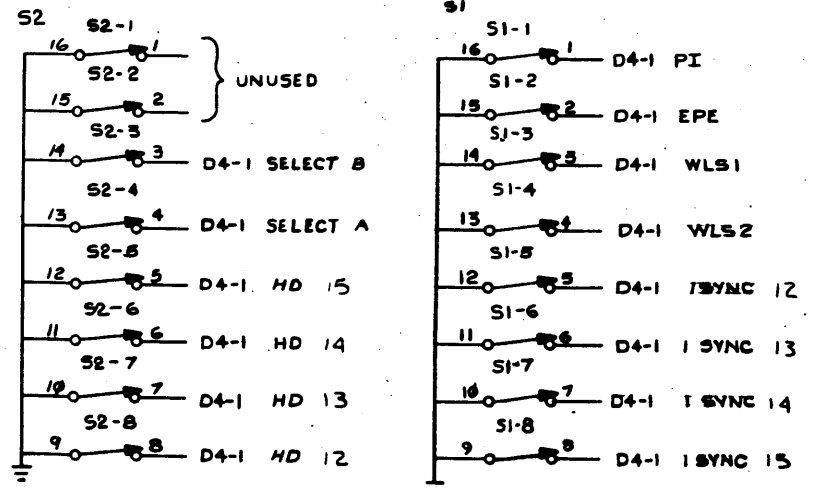 S2
S2-1
16 1
S2-2
UNUSED
15 2
S2-3
14 3 D4-1 SELECT B
S2-4
13 4 D4-1 SELECT A
S2-5
12 5 D4-1 HD 15
S2-6
11 6 D4-1 HD 14
S2-7
10 7 D4-1 HD 13
S2-8
9 8 D4-1 HD 12
S1
S1-1
16 1 D4-1 PI
S1-2
15 2 D4-1 EPE
S1-3
14 3 D4-1 WLS1
S1-4
13 4 D4-1 WLS2
S1-5
12 5 D4-1 ISYNC 12
S1-6
11 6 D4-1 I SYNC 13
S1-7
10 7 D4-1 I SYNC 14
S1-8
9 8 D4-1 I SYNC 15